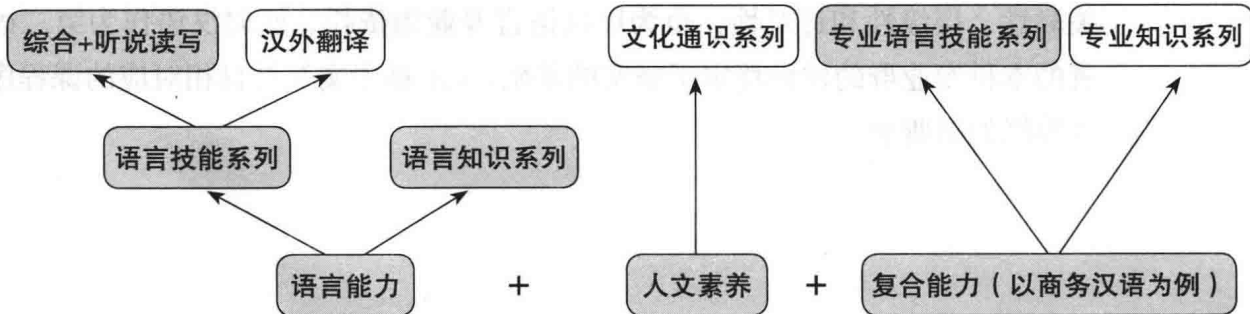 综合+听说读写
汉外翻译
文化通识系列
专业语言技能系列
专业知识系列
语言技能系列
语言知识系列
语言能力
+
人文素养
+
复合能力（以商务汉语为例）